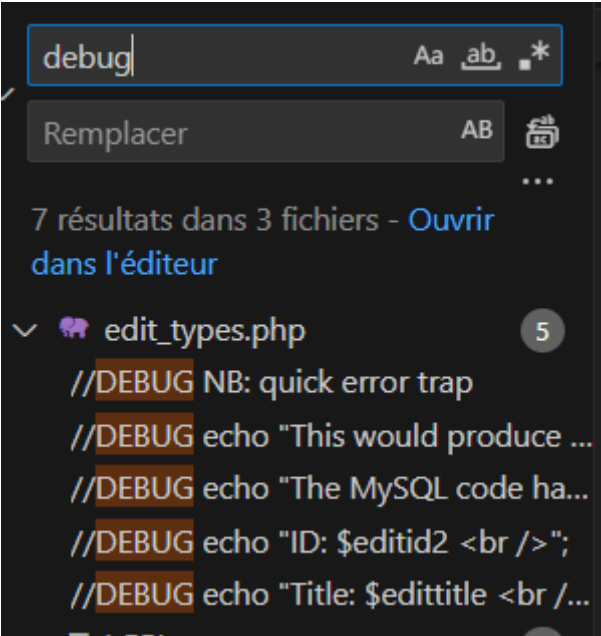 debug Aa ab .*
Remplacer AB
...
7 résultats dans 3 fichiers - Ouvrir
dans l'éditeur
edit_types.php 5
//DEBUG NB: quick error trap
//DEBUG echo "This would produce ...
//DEBUG echo "The MySQL code ha...
//DEBUG echo "ID: $editid2 <br />";
//DEBUG echo "Title: $edittitle <br /...